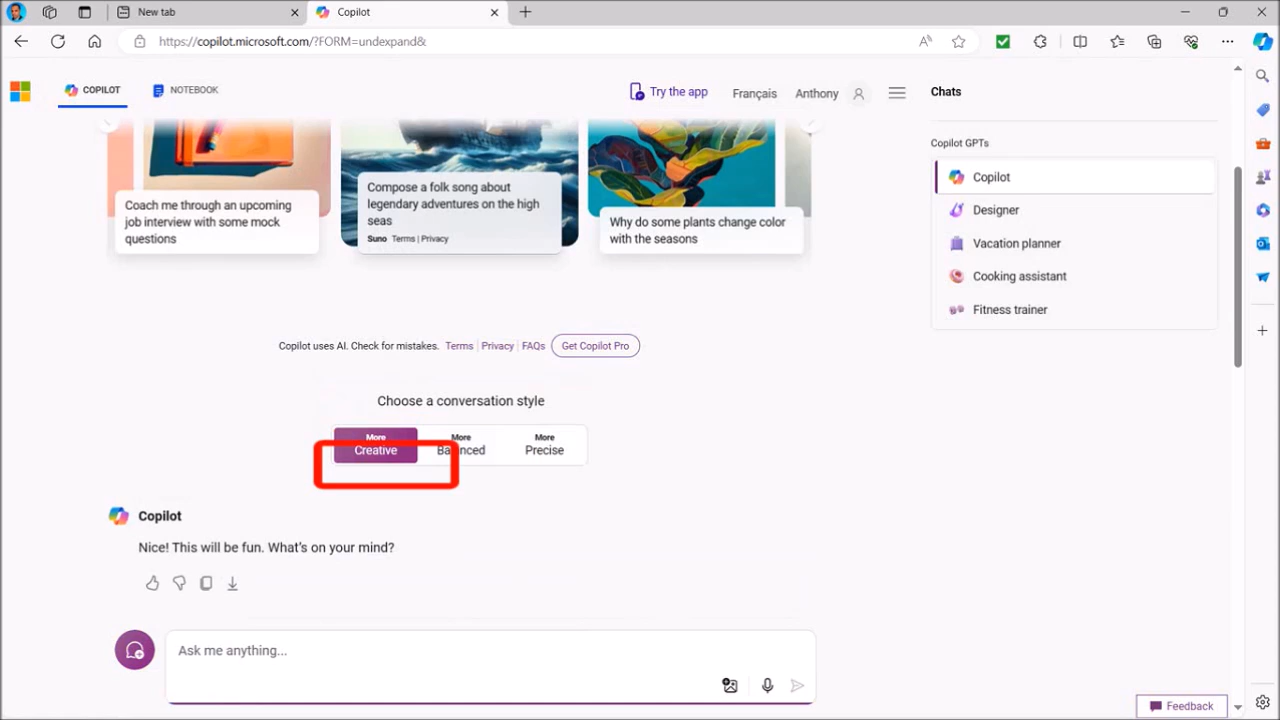 New tab
Copilot
https://copilot.microsoft.com/?FORM=undexpand&
COPILOT
NOTEBOOK
Try the app
Français
Anthony
Chats
Coach me through an upcoming
job interview with some mock
questions
Compose a folk song about
legendary adventures on the high
seas
Suno Terms | Privacy
Why do some plants change color
with the seasons
Copilot GPTs
Copilot
Designer
Vacation planner
Cooking assistant
Fitness trainer
Copilot uses AI. Check for mistakes. Terms | Privacy | FAQs
Get Copilot Pro
Choose a conversation style
More
Creative
More
Balanced
More
Precise
Copilot
Nice! This will be fun. What's on your mind?
Ask me anything...
Feedback